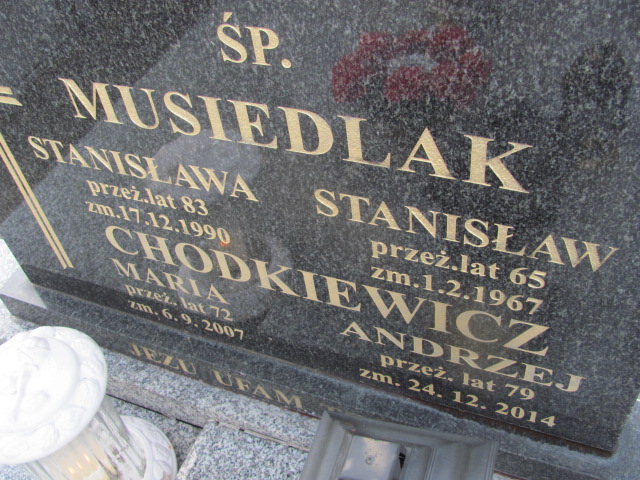 ŚP.
MUSIEDLAK
STANISŁAWA
przeż.lat 83
zm.17.12.1990
STANISŁAW
przeż.lat 65
zm.1.2.1967
CHODKIEWICZ
MARIA
przeż. lat 72
zm. 6. 9. 2007
ANDRZEJ
przeż. lat 79
zm. 24. 12. 2014
JEZU UFAM